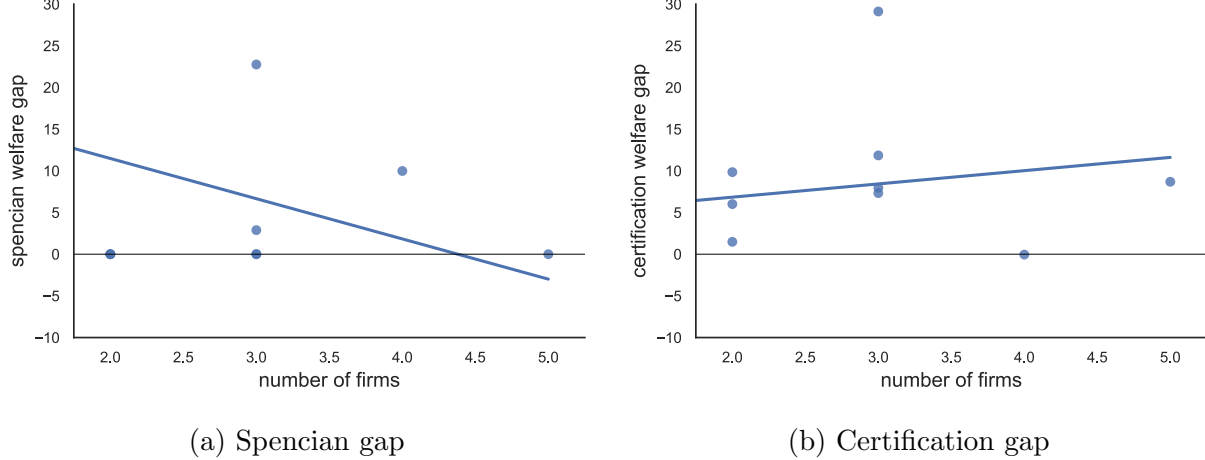 30
25
20
15
10
5
0
−5
−10
spencian welfare gap
2.0 2.5 3.0 3.5 4.0 4.5 5.0
number of firms
(a) Spencian gap
30
25
20
15
10
5
0
−5
−10
certification welfare gap
2.0 2.5 3.0 3.5 4.0 4.5 5.0
number of firms
(b) Certification gap